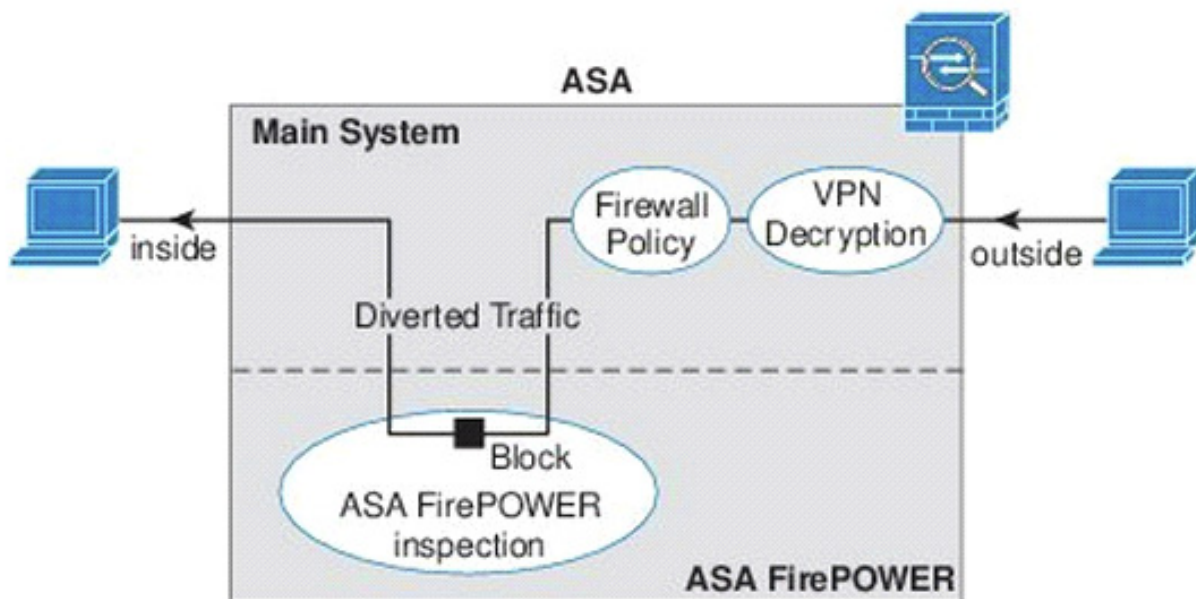 ASA
Main System
Firewall
Policy
VPN
Decryption
inside
outside
Diverted Traffic
Block
ASA FirePOWER
inspection
ASA FirePOWER